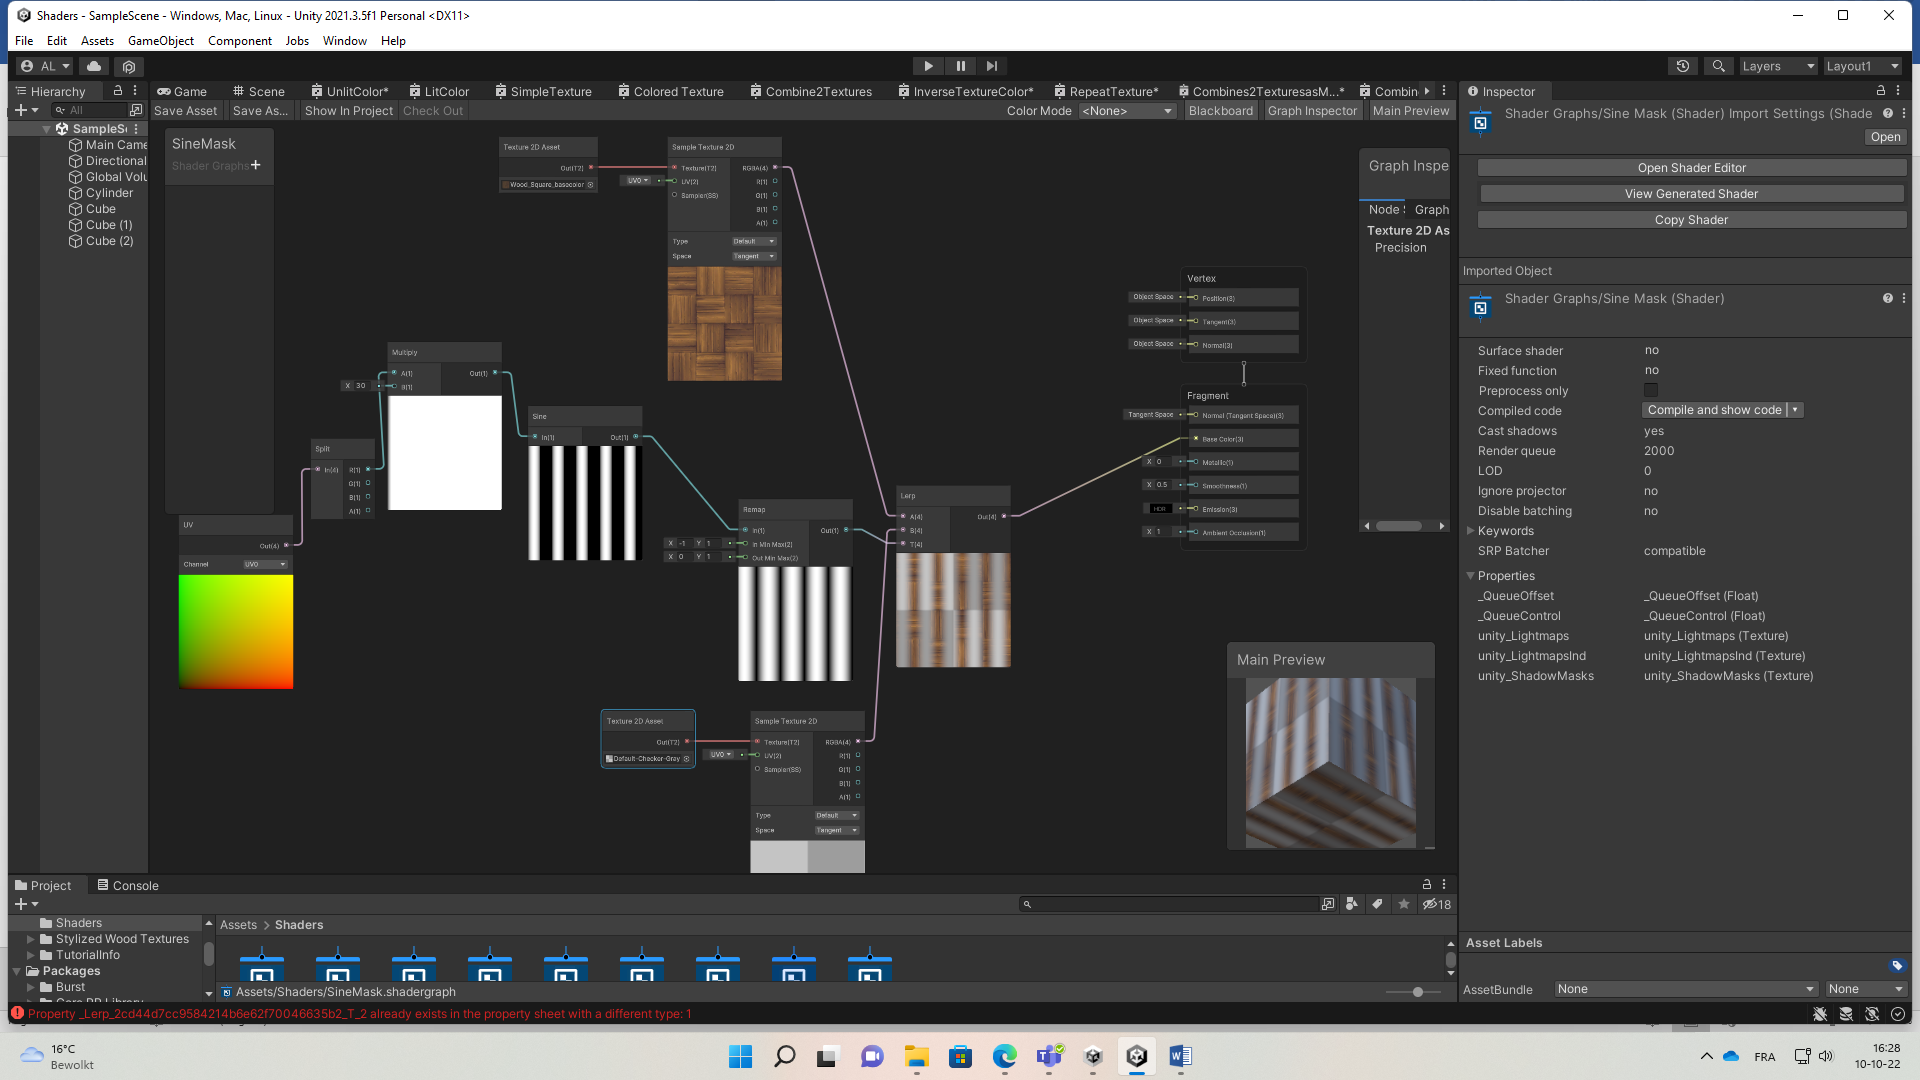 Shaders - SampleScene - Windows, Mac, Linux - Unity 2021.3.5f1 Personal <DX11>
File Edit Assets GameObject Component Jobs Window Help
AL
Layers Layout1
Hierarchy
All
SampleSc
Main Came
Directional
Global Volu
Cylinder
Cube
Cube (1)
Cube (2)
Game Scene UnlitColor* LitColor SimpleTexture Colored Texture Combine2Textures InverseTextureColor* RepeatTexture* Combines2TexturesasM...* Combin
Save Asset Save As... Show In Project Check Out
Color Mode <None> Blackboard Graph Inspector Main Preview
SineMask
Shader Graphs
Texture 2D Asset
Out(T2)
Wood_Square_basecolor
UV0
Sample Texture 2D
Texture(T2) RGBA(4)
UV(2) R(1)
Sampler(SS) G(1)
B(1)
A(1)
Type Default
Space Tangent
Multiply
A(1) Out(1)
B(1)
X 30
Sine
In(1) Out(1)
Split
In(4) R(1)
G(1)
B(1)
A(1)
UV
Out(4)
Channel UV0
Remap
In(1) Out(1)
In Min Max(2)
Out Min Max(2)
X -1 Y 1
X 0 Y 1
Lerp
A(4) Out(4)
B(4)
T(4)
Texture 2D Asset
Out(T2)
Default-Checker-Gray
UV0
Sample Texture 2D
Texture(T2) RGBA(4)
UV(2) R(1)
Sampler(SS) G(1)
B(1)
A(1)
Type Default
Space Tangent
Vertex
Object Space Position(3)
Object Space Tangent(3)
Object Space Normal(3)
Fragment
Tangent Space Normal (Tangent Space)(3)
Base Color(3)
X 0 Metallic(1)
X 0.5 Smoothness(1)
HDR Emission(3)
X 1 Ambient Occlusion(1)
Graph Inspe
Node S Graph
Texture 2D As
Precision
Main Preview
Inspector
Shader Graphs/Sine Mask (Shader) Import Settings (Shade
Open
Open Shader Editor
View Generated Shader
Copy Shader
Imported Object
Shader Graphs/Sine Mask (Shader)
Surface shader no
Fixed function no
Preprocess only
Compiled code Compile and show code
Cast shadows yes
Render queue 2000
LOD 0
Ignore projector no
Disable batching no
Keywords
SRP Batcher compatible
Properties
_QueueOffset _QueueOffset (Float)
_QueueControl _QueueControl (Float)
unity_Lightmaps unity_Lightmaps (Texture)
unity_LightmapsInd unity_LightmapsInd (Texture)
unity_ShadowMasks unity_ShadowMasks (Texture)
Asset Labels
AssetBundle None None
Project Console
18
Shaders
Stylized Wood Textures
TutorialInfo
Packages
Burst
Core RP Library
Assets > Shaders
Assets/Shaders/SineMask.shadergraph
Property _Lerp_2cd44d7cc9584214b6e62f70046635b2_T_2 already exists in the property sheet with a different type: 1
16°C
Bewolkt
FRA
16:28
10-10-22